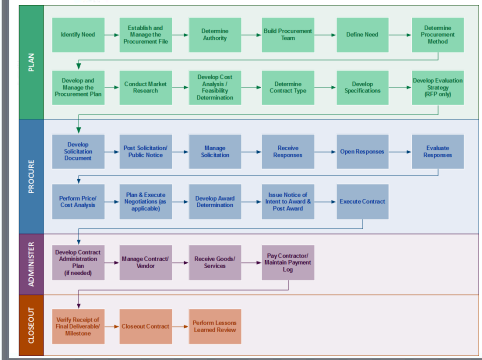 PLAN
Identify Need
Establish and
Manage the
Procurement File
Determine
Authority
Build Procurement
Team
Define Need
Determine
Procurement
Method
Develop and
Manage the
Procurement Plan
Conduct Market
Research
Develop Cost
Analysis /
Feasibility
Determination
Determine
Contract Type
Develop
Specifications
Develop Evaluation
Strategy
(RFP only)
PROCURE
Develop
Solicitation
Document
Post Solicitation/
Public Notice
Manage
Solicitation
Receive
Responses
Open Responses
Evaluate
Responses
Perform Price/
Cost Analysis
Plan & Execute
Negotiations (as
applicable)
Develop Award
Determination
Issue Notice of
Intent to Award &
Post Award
Execute Contract
ADMINISTER
Develop Contract
Administration
Plan
(if needed)
Manage Contract/
Vendor
Receive Goods/
Services
Pay Contractor/
Maintain Payment
Log
CLOSEOUT
Verify Receipt of
Final Deliverable/
Milestone
Closeout Contract
Perform Lessons
Learned Review